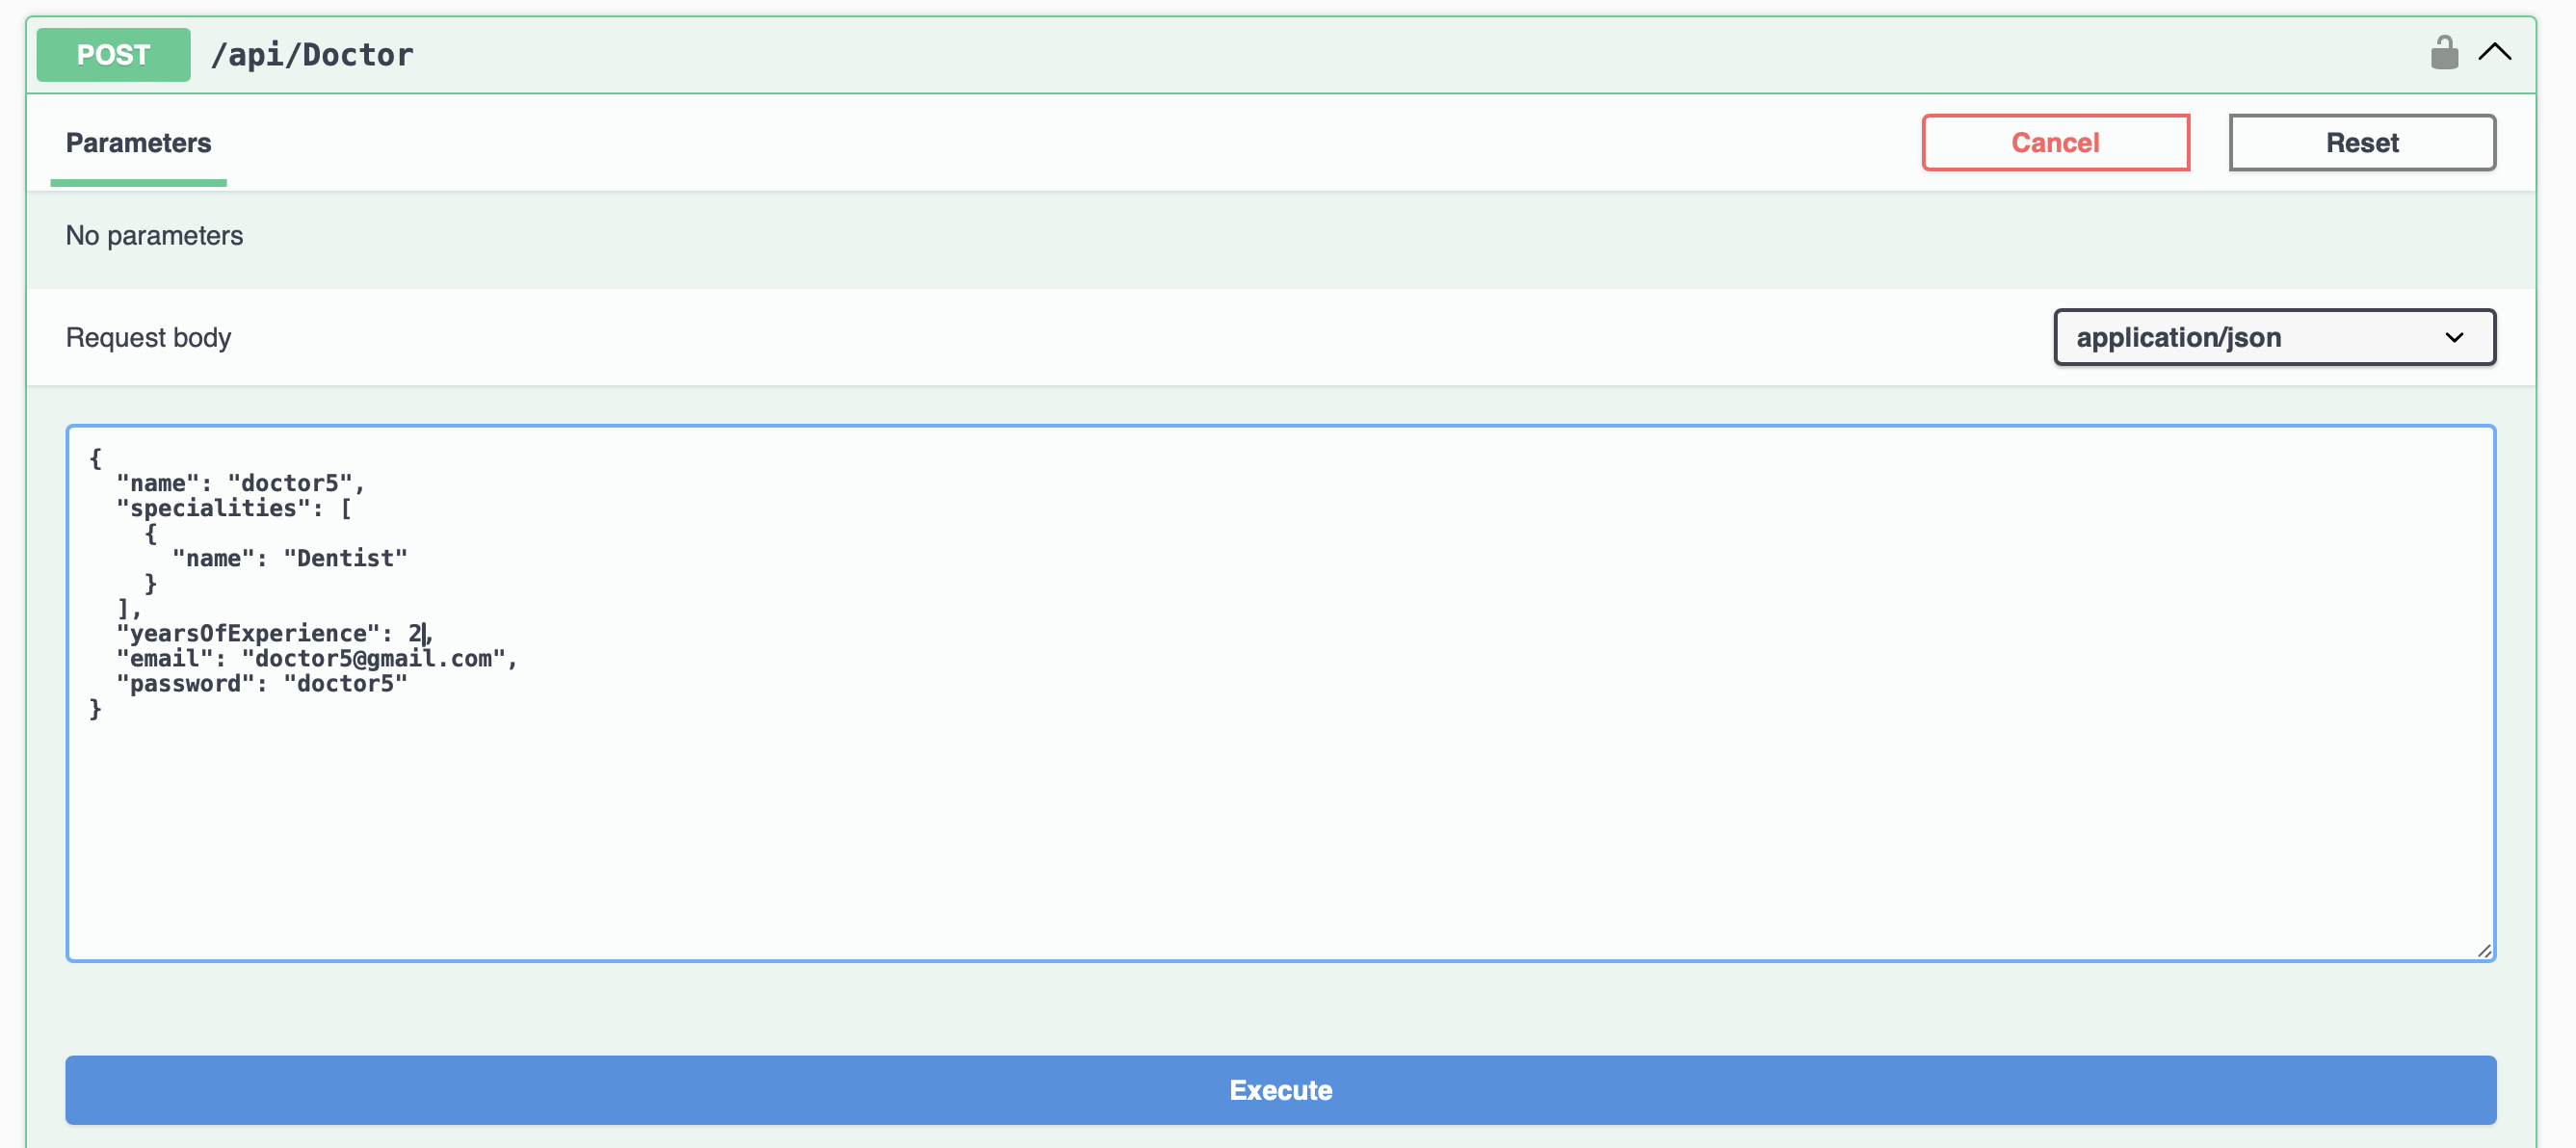 POST /api/Doctor
Parameters
Cancel
Reset
No parameters
Request body
application/json
{
  "name": "doctor5",
  "specialities": [
    {
      "name": "Dentist"
    }
  ],
  "yearsOfExperience": 2,
  "email": "doctor5@gmail.com",
  "password": "doctor5"
}
Execute